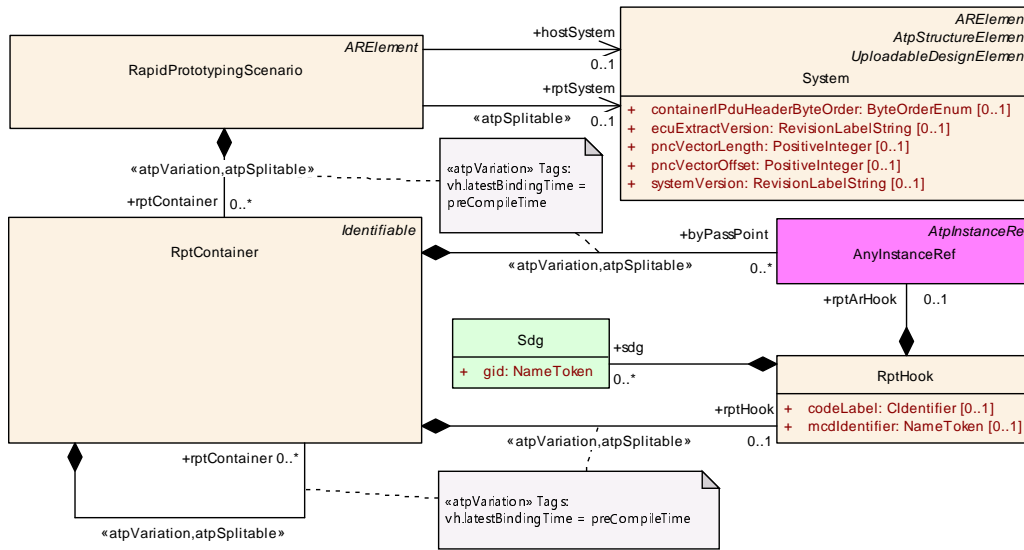 ARElement
RapidPrototypingScenario
+hostSystem
0..1
+rptSystem
«atpSplitable»
0..1
ARElemen
AtpStructureElemen
UploadableDesignElemen
System
+ containerIPduHeaderByteOrder: ByteOrderEnum [0..1]
+ ecuExtractVersion: RevisionLabelString [0..1]
+ pncVectorLength: PositiveInteger [0..1]
+ pncVectorOffset: PositiveInteger [0..1]
+ systemVersion: RevisionLabelString [0..1]
«atpVariation,atpSplitable»
+rptContainer
0..*
«atpVariation» Tags:
vh.latestBindingTime =
preCompileTime
Identifiable
RptContainer
+byPassPoint
«atpVariation,atpSplitable»
0..*
AtpInstanceRe
AnyInstanceRef
+rptArHook
0..1
Sdg
+ gid: NameToken
+sdg
0..*
RptHook
+ codeLabel: CIdentifier [0..1]
+ mcdIdentifier: NameToken [0..1]
+rptHook
«atpVariation,atpSplitable»
0..1
+rptContainer 0..*
«atpVariation,atpSplitable»
«atpVariation» Tags:
vh.latestBindingTime = preCompileTime